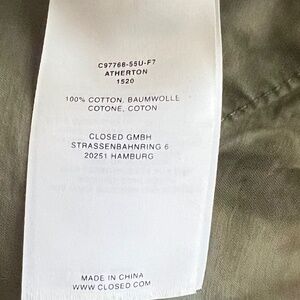 C97768-55U-F7
ATHERTON
1520
100% COTTON, BAUMWOLLE
COTONE, COTON
CLOSED GMBH
STRASSENBAHNRING 6
20251 HAMBURG
MADE IN CHINA
WWW.CLOSED.COM